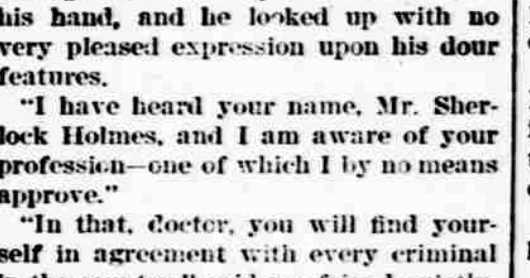 his hand, and he looked up with no
very pleased expression upon his dour
features.
"I have heard your name, Mr. Sher-
lock Holmes, and I am aware of your
profession—one of which I by no means
approve."
"In that, doctor, you will find your-
self in agreement with every criminal